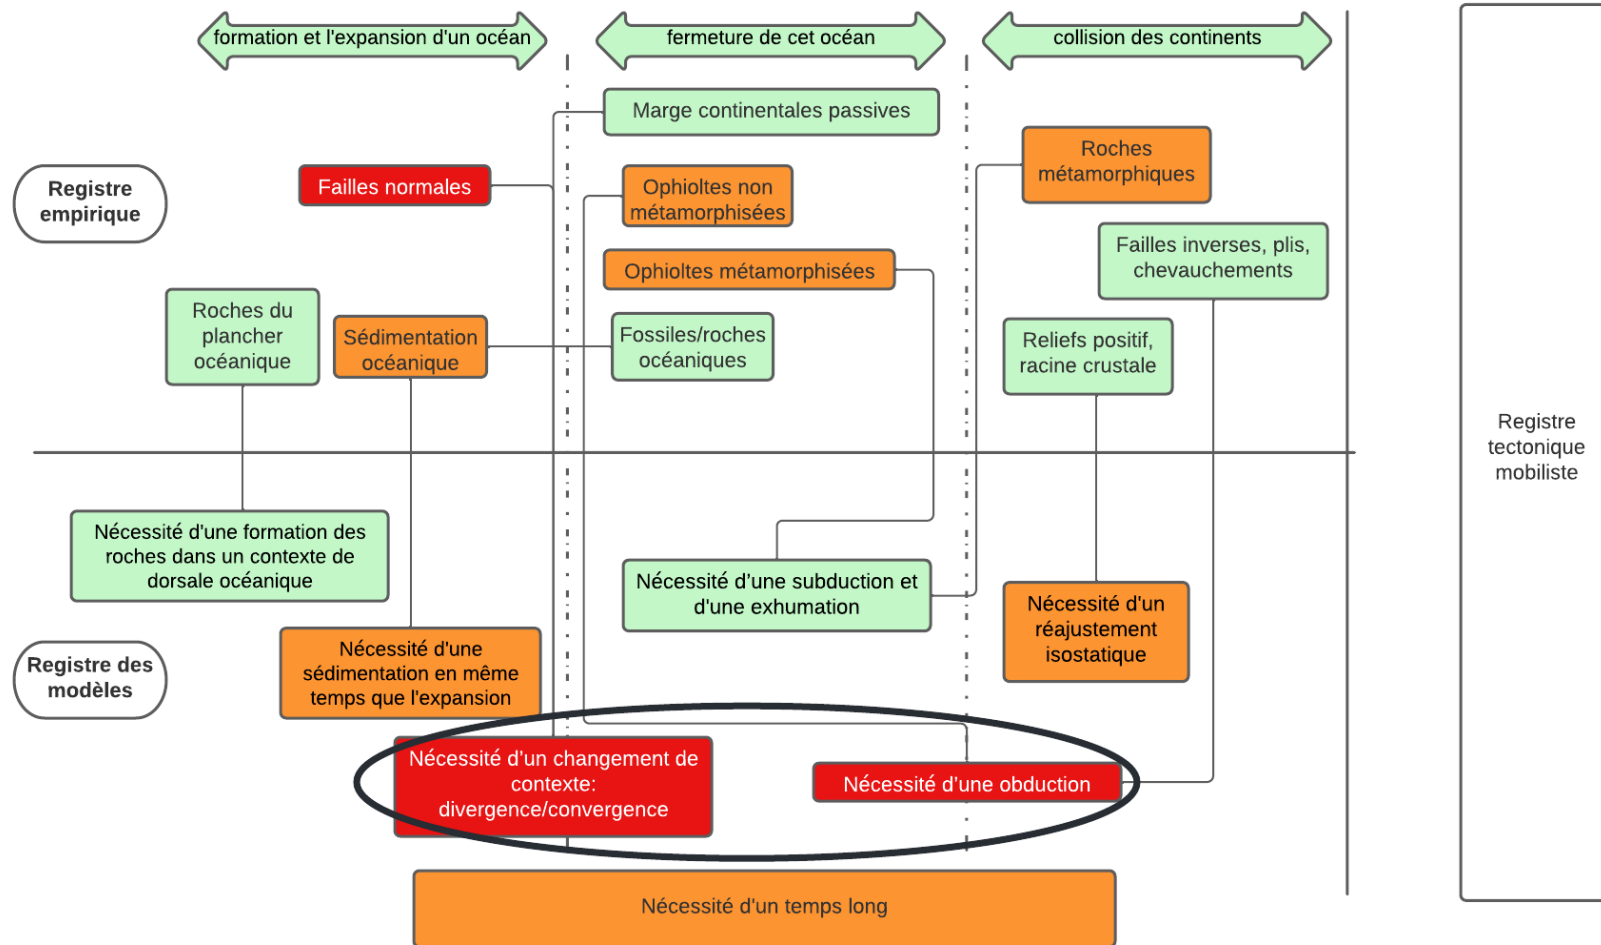 formation et l'expansion d'un océan
fermeture de cet océan
collision des continents
Marge continentales passives
Roches
métamorphiques
Registre
empirique
Failles normales
Ophioltes non
métamorphisées
Failles inverses, plis,
chevauchements
Ophioltes métamorphisées
Roches du
plancher
océanique
Sédimentation
océanique
Fossiles/roches
océaniques
Reliefs positif,
racine crustale
Registre
tectonique
mobiliste
Nécessité d'une formation des
roches dans un contexte de
dorsale océanique
Nécessité d'une subduction et
d'une exhumation
Nécessité d'un
réajustement
isostatique
Registre des
modèles
Nécessité d'une
sédimentation en même
temps que l'expansion
Nécessité d'un changement de
contexte:
divergence/convergence
Nécessité d'une obduction
Nécessité d'un temps long